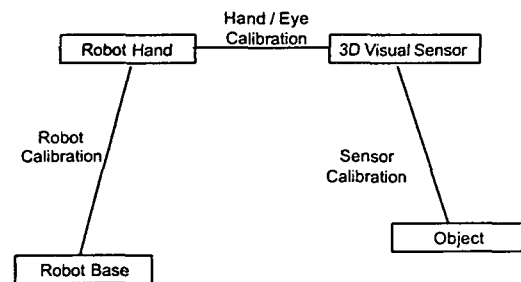 Hand / Eye
Calibration
Robot Hand
3D Visual Sensor
Robot
Calibration
Sensor
Calibration
Object
Robot Base